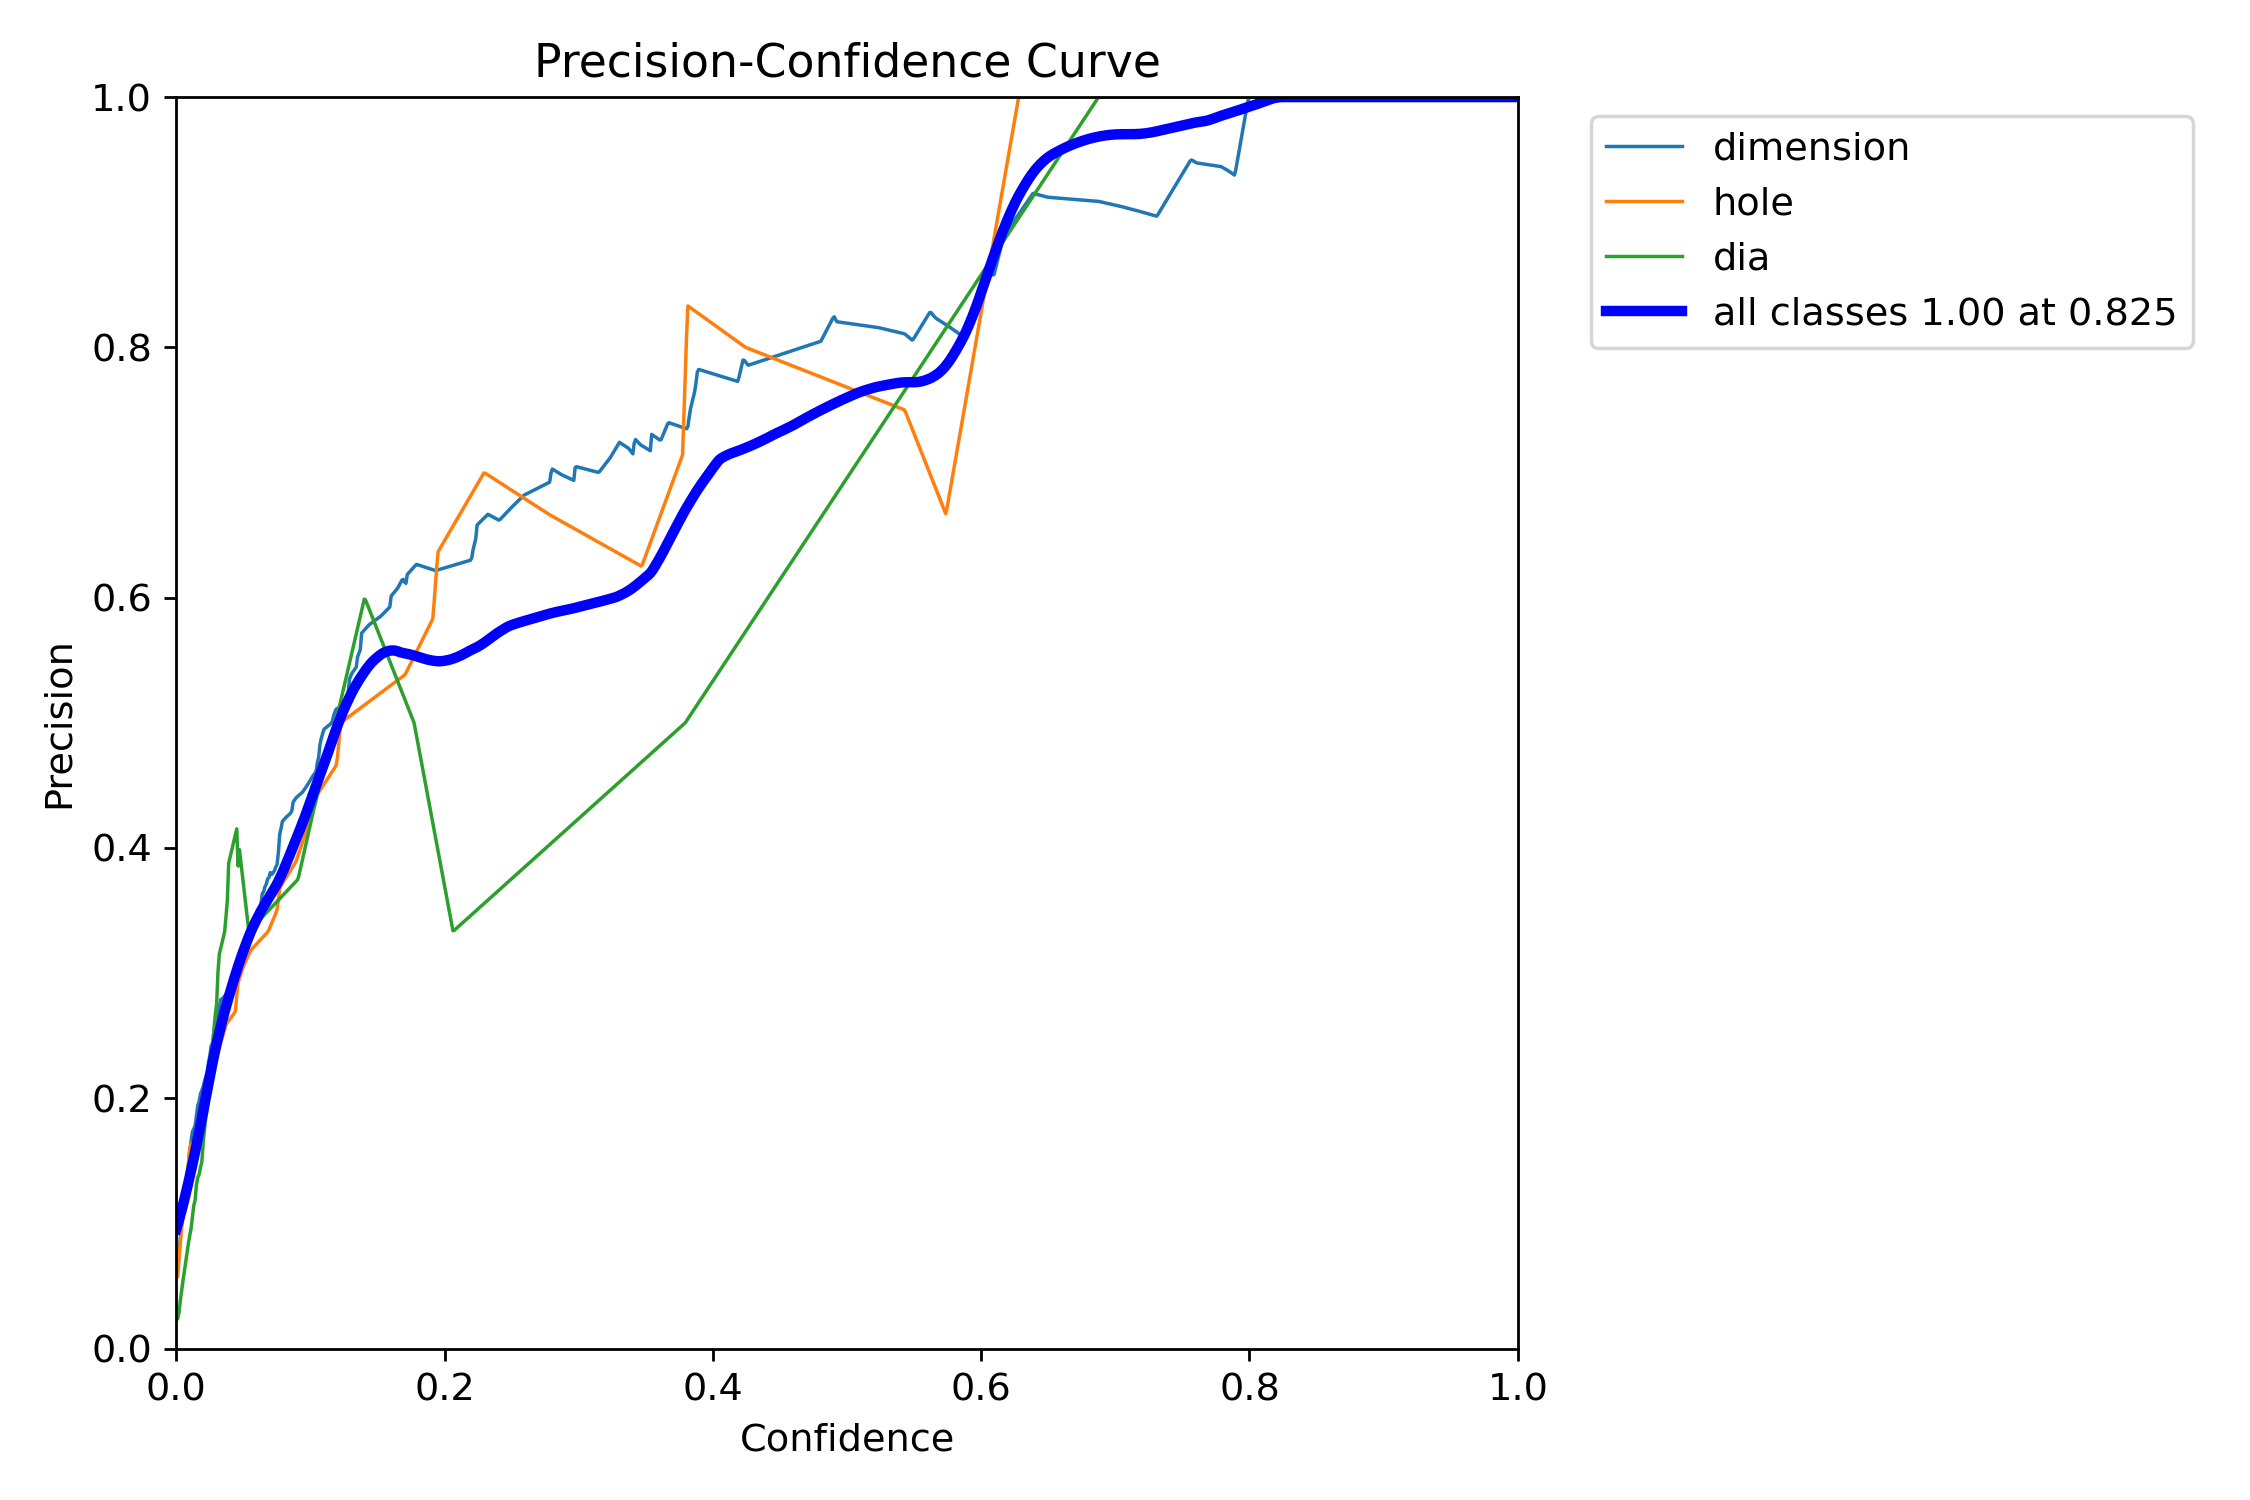 Precision-Confidence Curve
1.0
0.8
0.6
0.4
0.2
0.0
Precision
0.0 0.2 0.4 0.6 0.8 1.0
Confidence
dimension
hole
dia
all classes 1.00 at 0.825